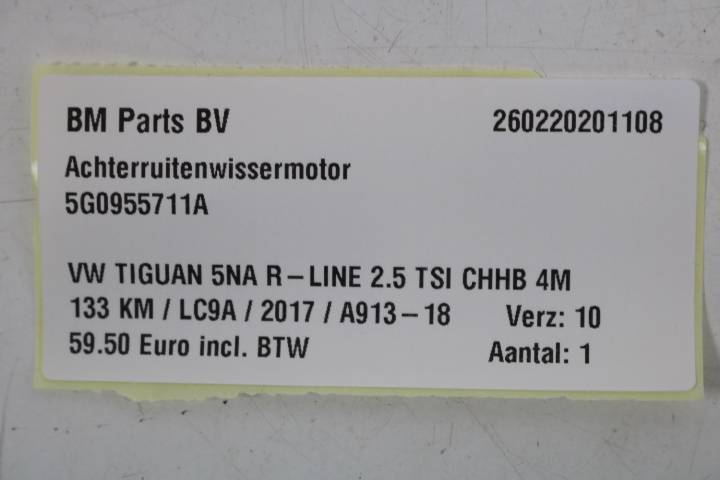 BM Parts BV 260220201108
Achterruitenwissermotor
5G0955711A
VW TIGUAN 5NA R-LINE 2.5 TSI CHHB 4M
133 KM / LC9A / 2017 / A913-18 Verz: 10
59.50 Euro incl. BTW Aantal: 1